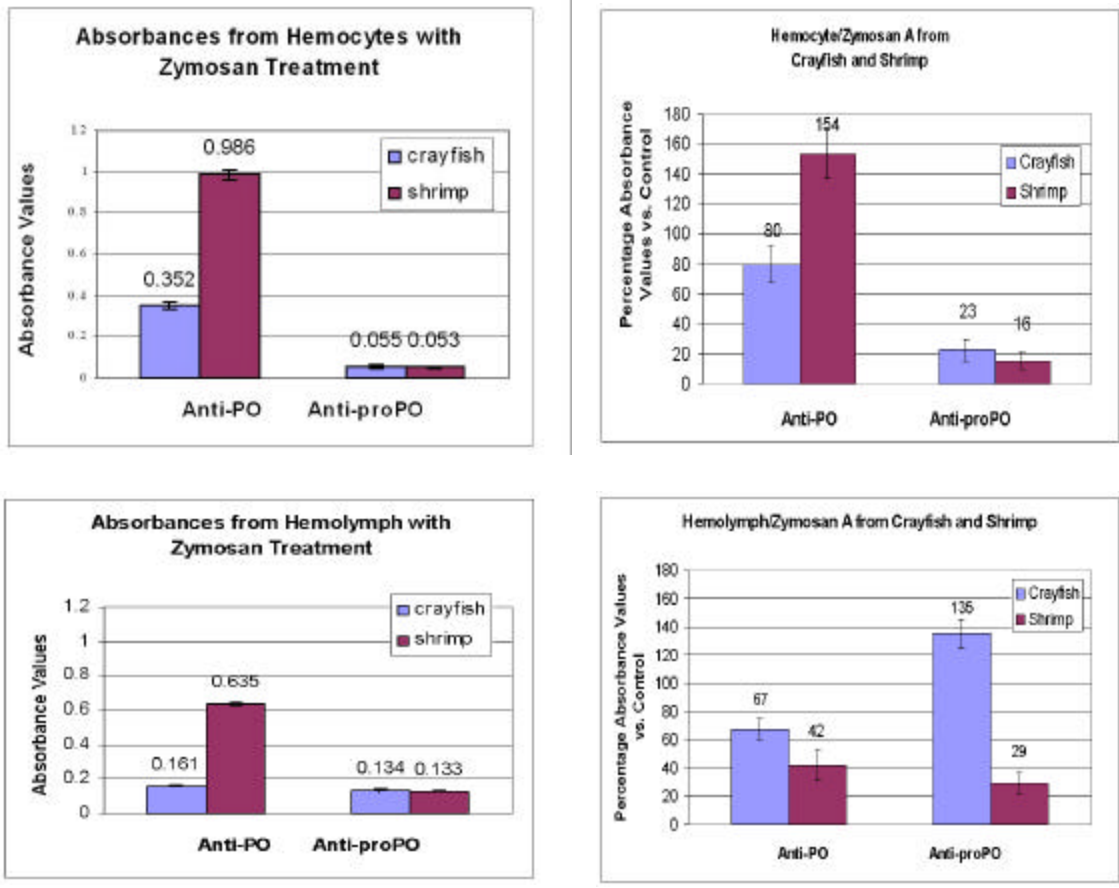 Absorbances from Hemocytes with
Zymosan Treatment
Absorbance Values
1.2
1
0.8
0.6
0.4
0.2
0
0.352
0.986
0.055 0.053
crayfish
shrimp
Anti-PO Anti-proPO
Hemocyte/Zymosan A from
Crayfish and Shrimp
Percentage Absorbance
Values vs. Control
180
160
140
120
100
80
60
40
20
0
80
154
23
16
Crayfish
Shrimp
Anti-PO Anti-proPO
Absorbances from Hemolymph with
Zymosan Treatment
Absorbance Values
1.2
1
0.8
0.6
0.4
0.2
0
0.161
0.635
0.134 0.133
crayfish
shrimp
Anti-PO Anti-proPO
Hemolymph/Zymosan A from Crayfish and Shrimp
Percentage Absorbance Values
vs. Control
180
160
140
120
100
80
60
40
20
0
67
42
135
29
Crayfish
Shrimp
Anti-PO Anti-proPO